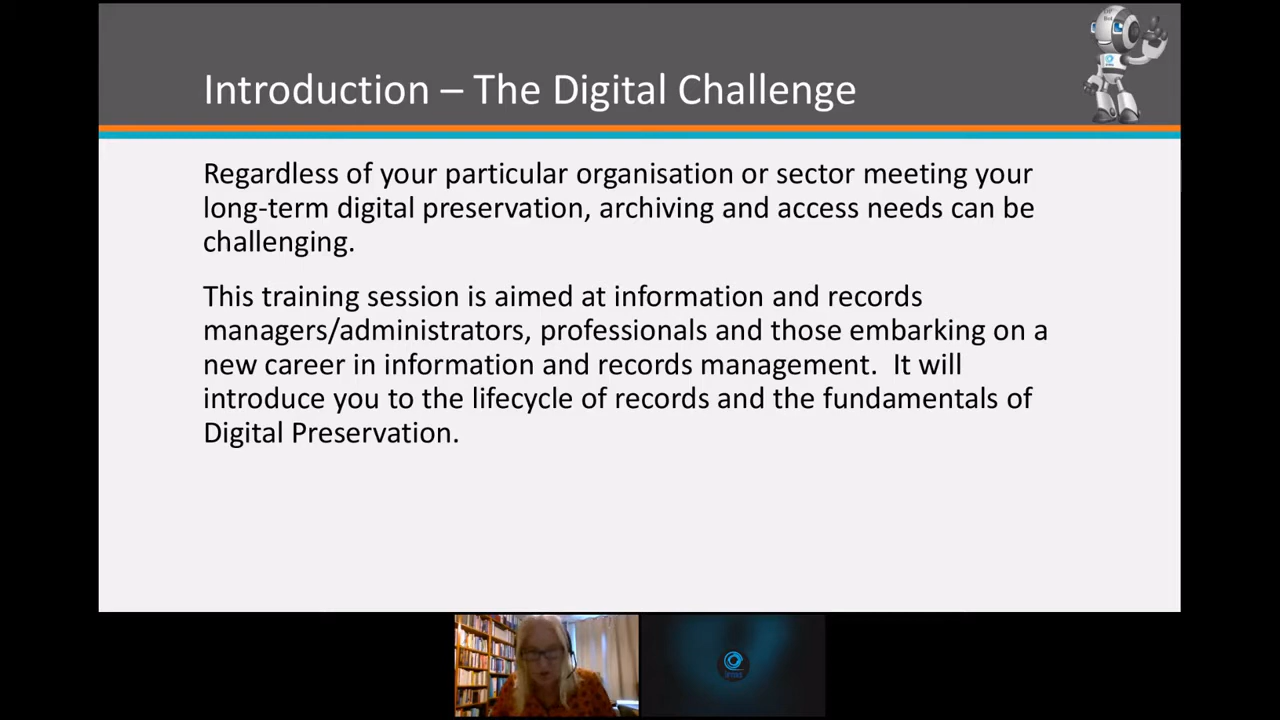 Introduction – The Digital Challenge
Regardless of your particular organisation or sector meeting your
long-term digital preservation, archiving and access needs can be
challenging.
This training session is aimed at information and records
managers/administrators, professionals and those embarking on a
new career in information and records management.  It will
introduce you to the lifecycle of records and the fundamentals of
Digital Preservation.